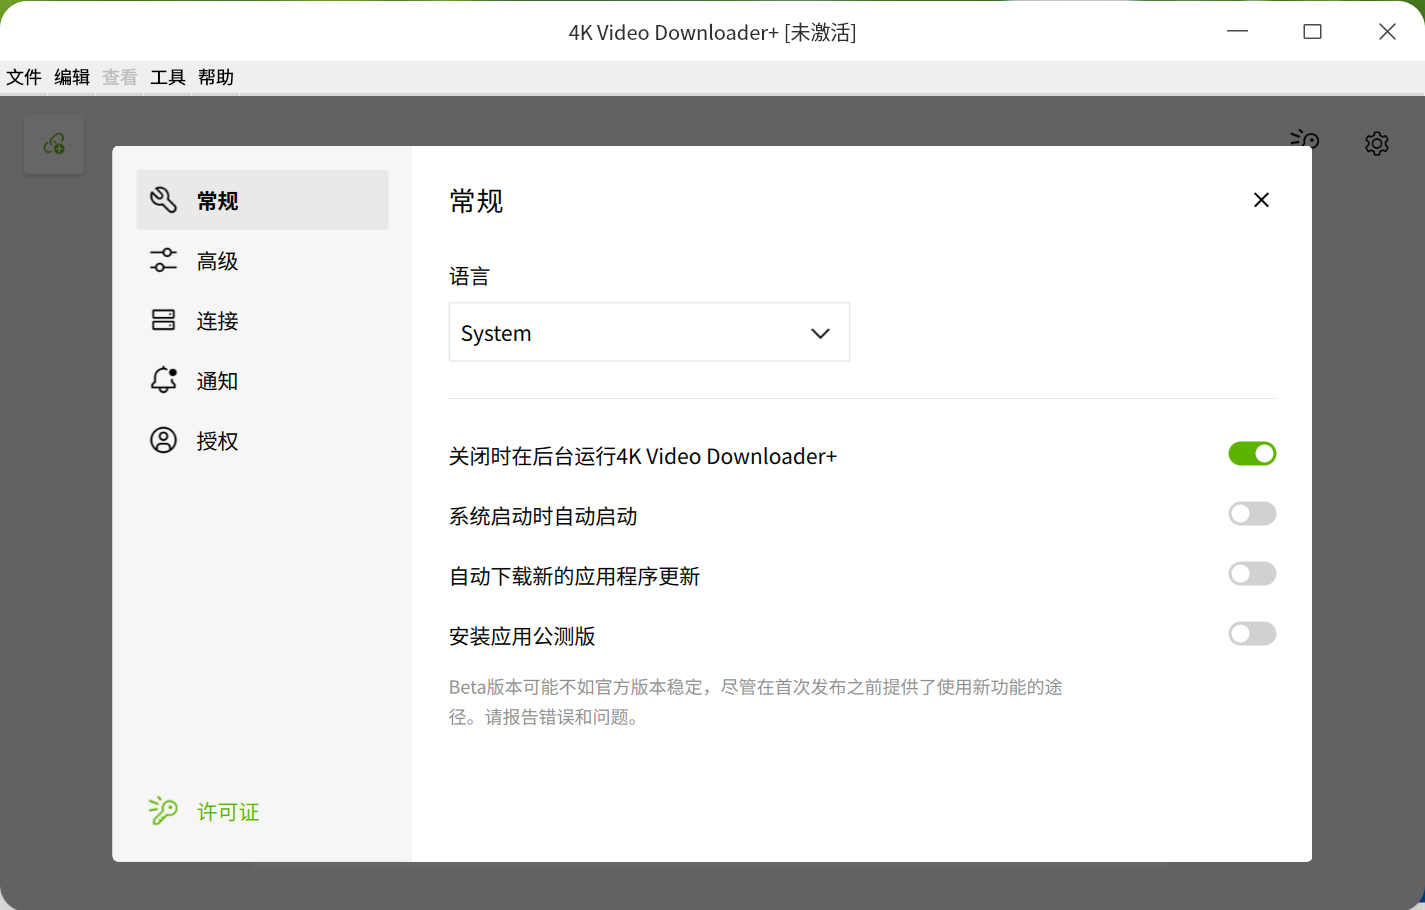 4K Video Downloader+ [未激活]
文件 编辑 查看 工具 帮助
常规
高级
连接
通知
授权
许可证
常规
语言
System
关闭时在后台运行4K Video Downloader+
系统启动时自动启动
自动下载新的应用程序更新
安装应用公测版
Beta版本可能不如官方版本稳定，尽管在首次发布之前提供了使用新功能的途
径。请报告错误和问题。